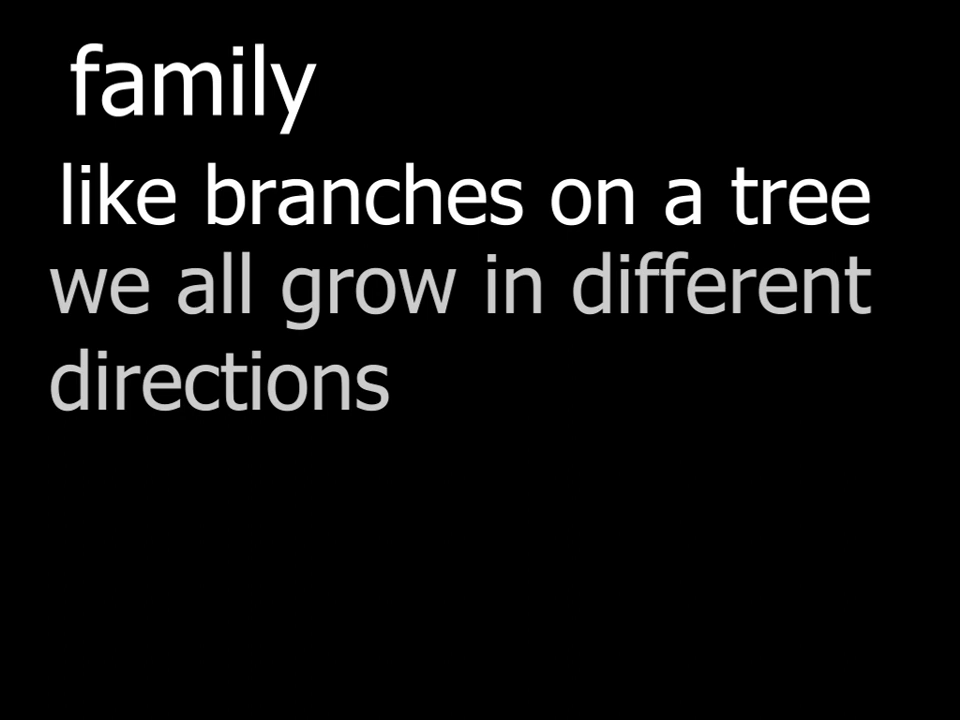 family
like branches on a tree
we all grow in different
directions